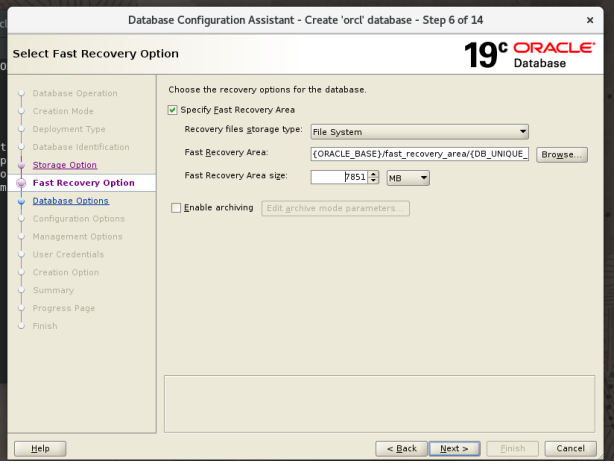 Database Configuration Assistant - Create 'orcl' database - Step 6 of 14
Select Fast Recovery Option
19c ORACLE
Database
Database Operation
Creation Mode
Deployment Type
Database Identification
Storage Option
Fast Recovery Option
Database Options
Configuration Options
Management Options
User Credentials
Creation Option
Summary
Progress Page
Finish
Choose the recovery options for the database.
Specify Fast Recovery Area
Recovery files storage type: File System
Fast Recovery Area: {ORACLE_BASE}/fast_recovery_area/{DB_UNIQUE_ Browse...
Fast Recovery Area size: 7851 MB
Enable archiving Edit archive mode parameters...
Help < Back Next > Finish Cancel